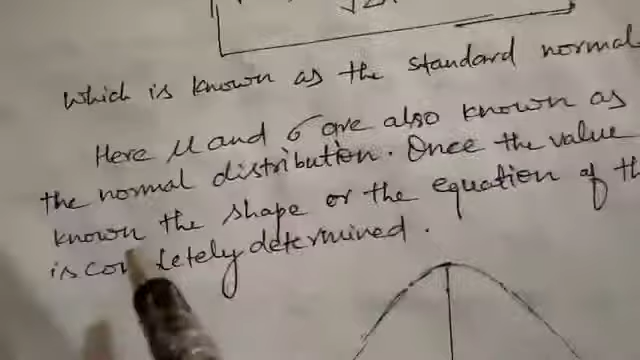 which is known as the standard normal
Here μ and σ are also known as
the normal distribution. Once the value
known the shape or the equation of th
is completely determined.